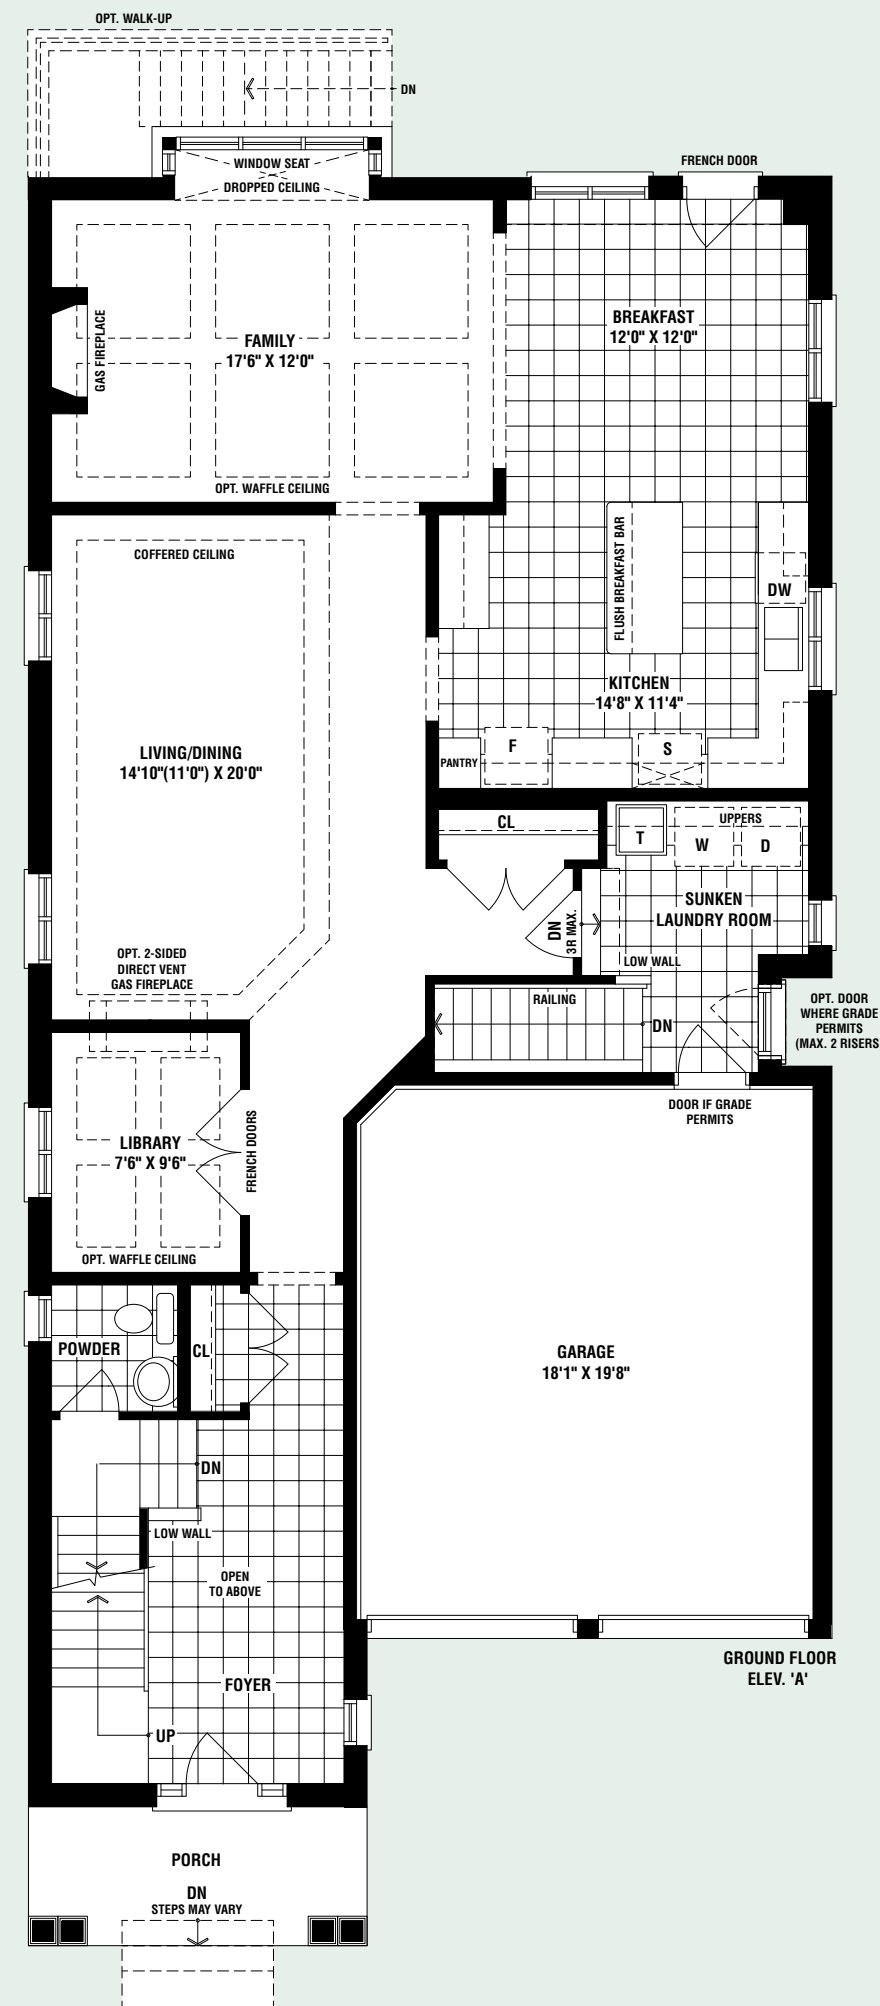 OPT. WALK-UP
DN
WINDOW SEAT
DROPPED CEILING
FRENCH DOOR
GAS FIREPLACE
FAMILY
17'6" X 12'0"
OPT. WAFFLE CEILING
BREAKFAST
12'0" X 12'0"
COFFERED CEILING
FLUSH BREAKFAST BAR
DW
KITCHEN
14'8" X 11'4"
LIVING/DINING
14'10"(11'0") X 20'0"
PANTRY
F
S
CL
T
UPPERS
W
D
SUNKEN
LAUNDRY ROOM
DN
3R MAX.
LOW WALL
OPT. 2-SIDED
DIRECT VENT
GAS FIREPLACE
RAILING
DN
OPT. DOOR
WHERE GRADE
PERMITS
(MAX. 2 RISERS
DOOR IF GRADE
PERMITS
LIBRARY
7'6" X 9'6"
FRENCH DOORS
OPT. WAFFLE CEILING
POWDER
CL
GARAGE
18'1" X 19'8"
DN
LOW WALL
OPEN
TO ABOVE
FOYER
UP
GROUND FLOOR
ELEV. 'A'
PORCH
DN
STEPS MAY VARY